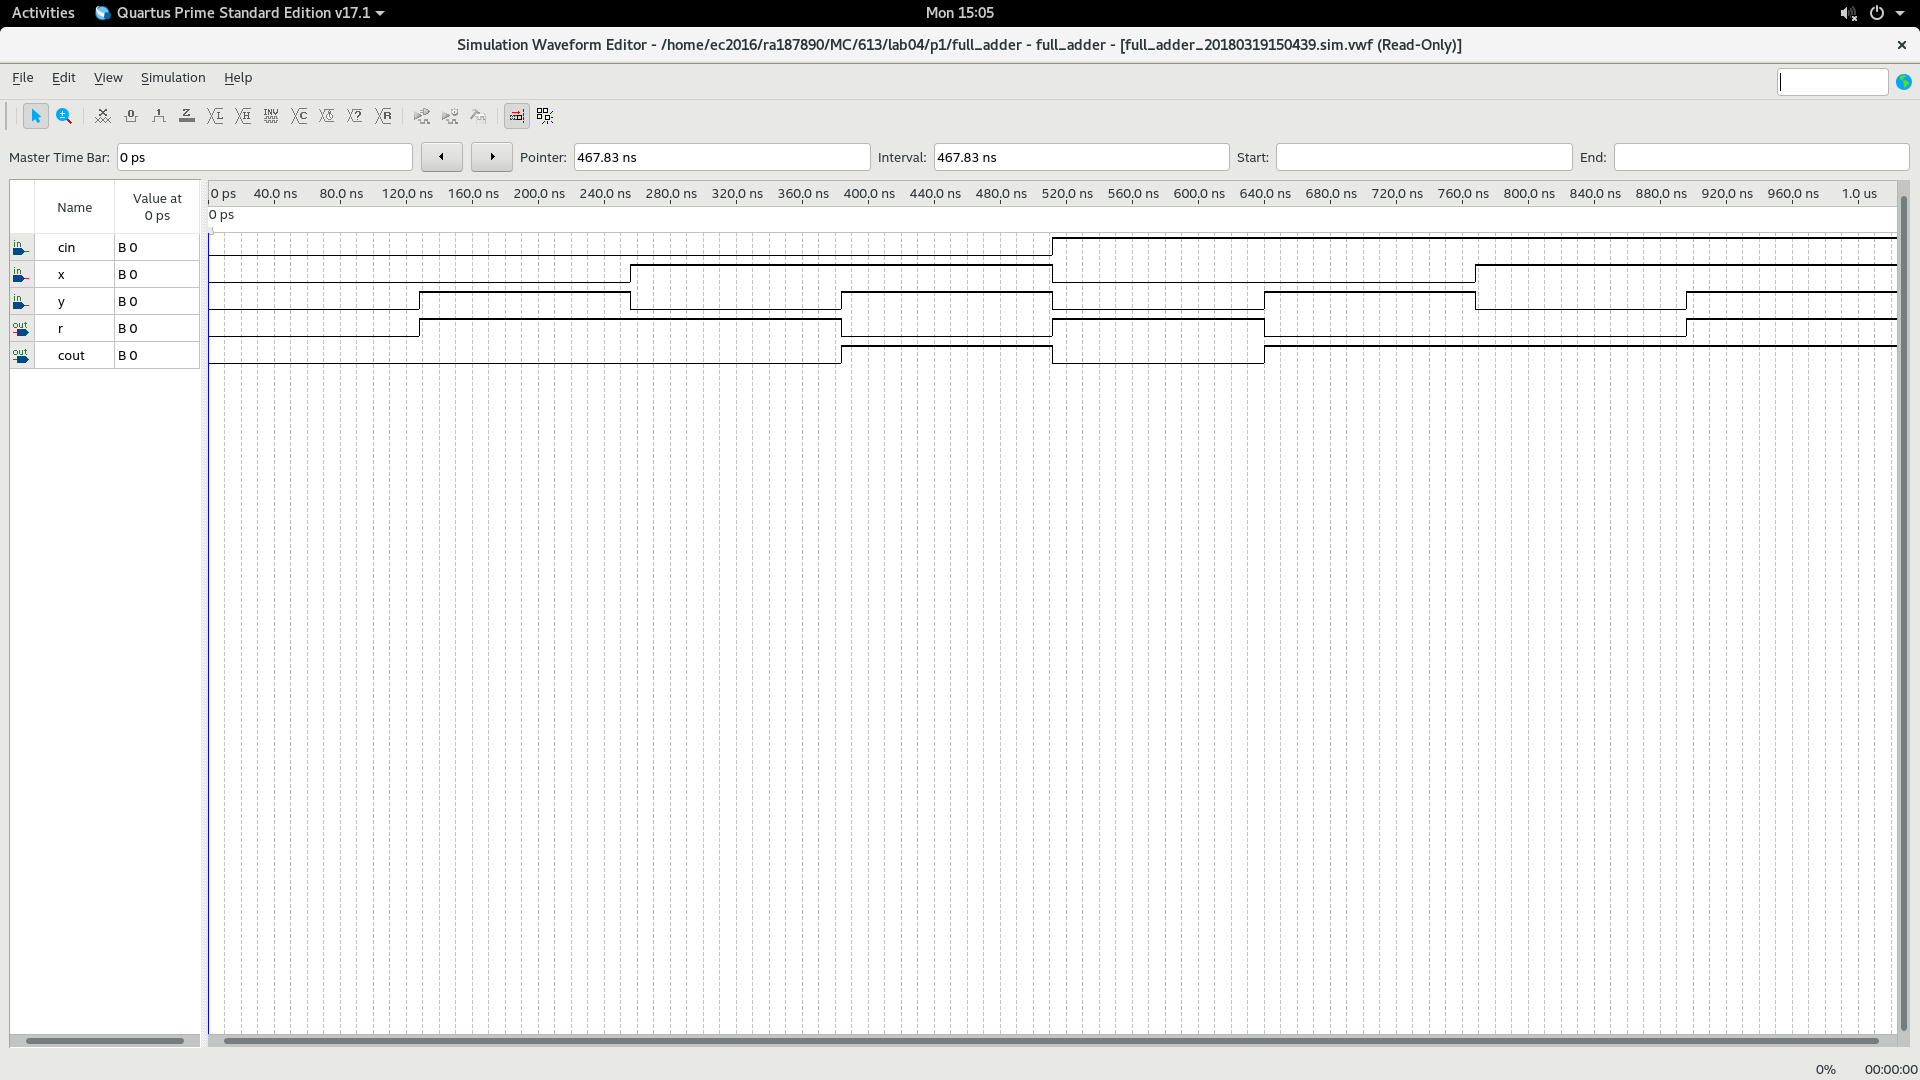 Activities Quartus Prime Standard Edition v17.1 Mon 15:05
Simulation Waveform Editor - /home/ec2016/ra187890/MC/613/lab04/p1/full_adder - full_adder - [full_adder_20180319150439.sim.vwf (Read-Only)]
File Edit View Simulation Help
Master Time Bar: 0 ps Pointer: 467.83 ns Interval: 467.83 ns Start: End:
Name Value at 0 ps
0 ps 40.0 ns 80.0 ns 120.0 ns 160.0 ns 200.0 ns 240.0 ns 280.0 ns 320.0 ns 360.0 ns 400.0 ns 440.0 ns 480.0 ns 520.0 ns 560.0 ns 600.0 ns 640.0 ns 680.0 ns 720.0 ns 760.0 ns 800.0 ns 840.0 ns 880.0 ns 920.0 ns 960.0 ns 1.0 us
0 ps
in cin B 0
in x B 0
in y B 0
out r B 0
out cout B 0
0% 00:00:00